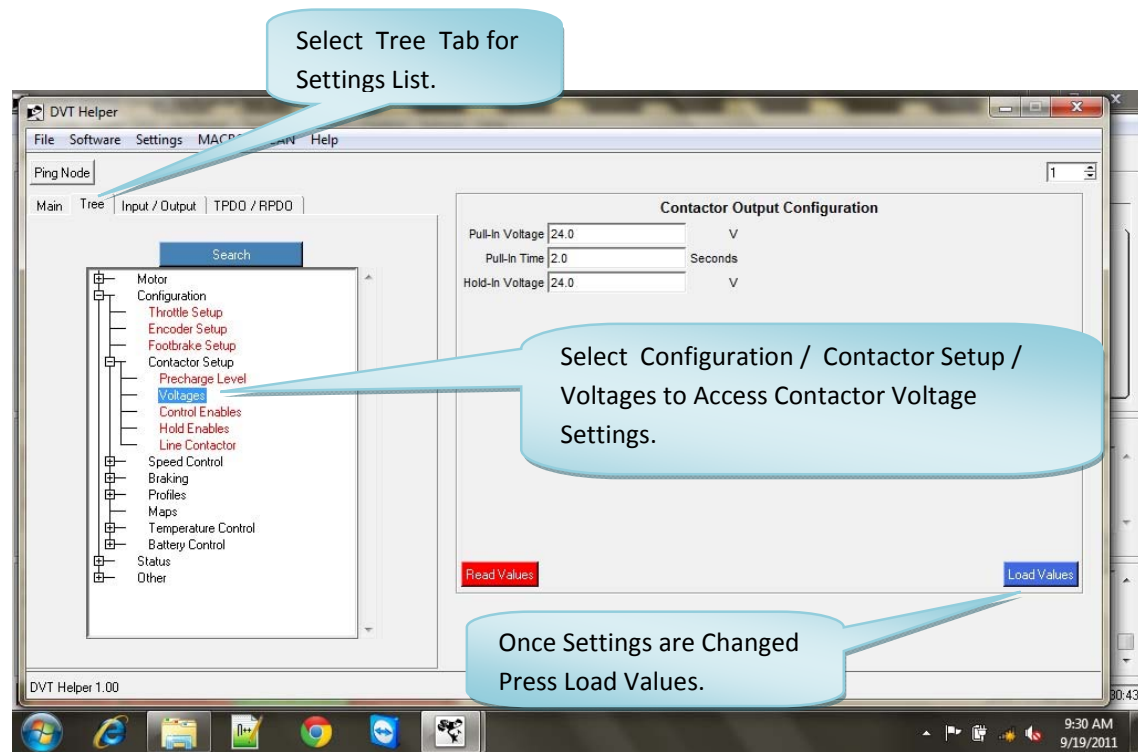 Select Tree Tab for
Settings List.
DVT Helper
File Software Settings Help
Ping Node
1
Main Tree Input / Output TPDO / RPDO
Search
Motor
Configuration
Throttle Setup
Encoder Setup
Footbrake Setup
Contactor Setup
Precharge Level
Voltages
Control Enables
Hold Enables
Line Contactor
Speed Control
Braking
Profiles
Maps
Temperature Control
Battery Control
Status
Other
Contactor Output Configuration
Pull-In Voltage 24.0 V
Pull-In Time 2.0 Seconds
Hold-In Voltage 24.0 V
Select Configuration / Contactor Setup /
Voltages to Access Contactor Voltage
Settings.
Read Values
Load Values
Once Settings are Changed
Press Load Values.
DVT Helper 1.00
30:43
9:30 AM
9/19/2011